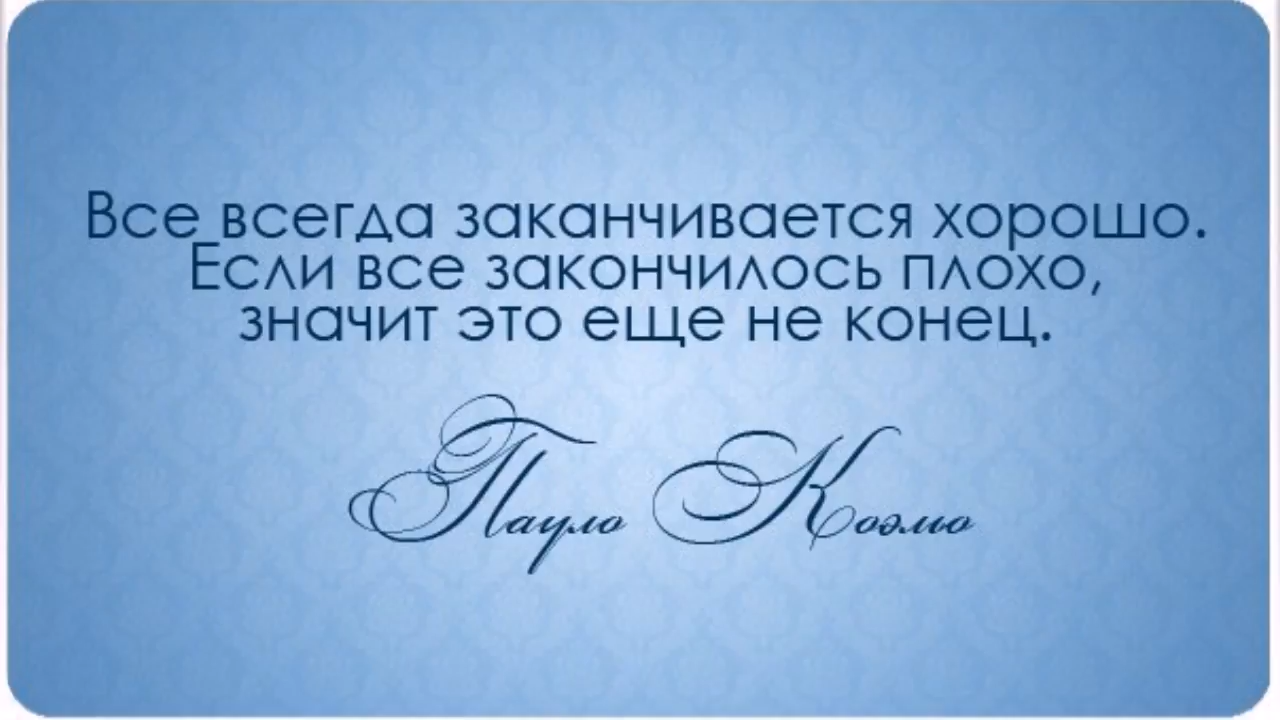 Все всегда заканчивается хорошо.
Если все закончилось плохо,
значит это еще не конец.
Пауло Коэльо